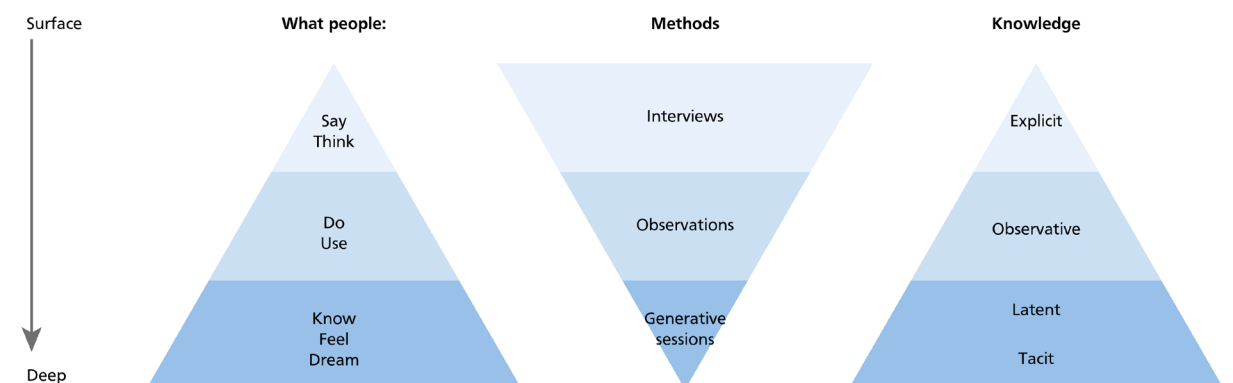 Surface
What people:
Methods
Knowledge
Say
Think
Interviews
Explicit
Do
Use
Observations
Observative
Know
Feel
Dream
Generative
sessions
Latent
Tacit
Deep